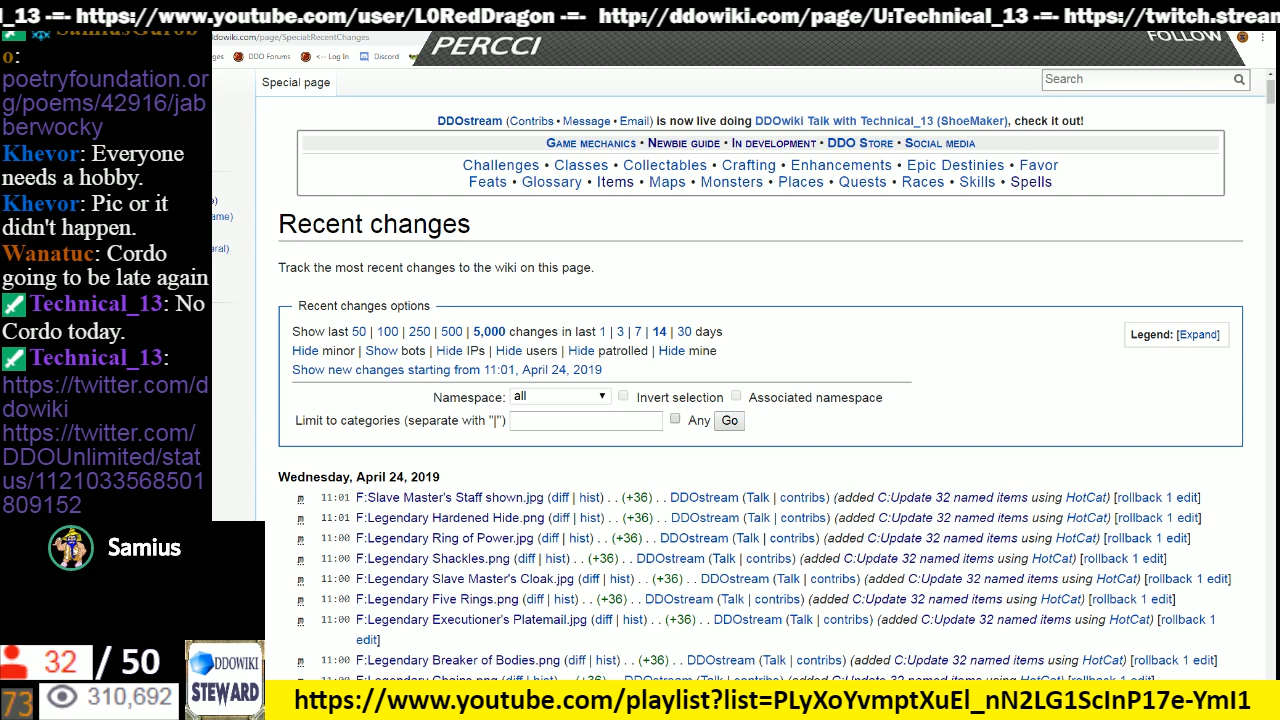 l_13 -=- https://www.youtube.com/user/L0RedDragon -=- http://ddowiki.com/page/U:Technical_13 -=- https://twitch.strean
SamiusGurob
o:
poetryfoundation.or
g/poems/42916/jab
berwocky
Khevor: Everyone
needs a hobby.
Khevor: Pic or it
didn't happen.
Wanatuc: Cordo
going to be late again
Technical_13: No
Cordo today.
Technical_13:
https://twitter.com/d
dowiki
https://twitter.com/
DDOUnlimited/stat
us/1121033568501
809152
Samius
32 / 50
73 310,692
DDOWIKI
STEWARD
dowiki.com/page/Special:RecentChanges
ges DDO Forums <-- Log In Discord
PERCCI
FOLLOW
Special page
Search
DDOstream (Contribs • Message • Email) is now live doing DDOwiki Talk with Technical_13 (ShoeMaker), check it out!
Game mechanics • Newbie guide • In development • DDO Store • Social media
Challenges • Classes • Collectables • Crafting • Enhancements • Epic Destinies • Favor
Feats • Glossary • Items • Maps • Monsters • Places • Quests • Races • Skills • Spells
ame)
eral)
Recent changes
Track the most recent changes to the wiki on this page.
Recent changes options
Show last 50 | 100 | 250 | 500 | 5,000 changes in last 1 | 3 | 7 | 14 | 30 days
Legend: [Expand]
Hide minor | Show bots | Hide IPs | Hide users | Hide patrolled | Hide mine
Show new changes starting from 11:01, April 24, 2019
Namespace: all Invert selection Associated namespace
Limit to categories (separate with "|") Any Go
Wednesday, April 24, 2019
m 11:01 F:Slave Master's Staff shown.jpg (diff | hist) . . (+36) . . DDOstream (Talk | contribs) (added C:Update 32 named items using HotCat) [rollback 1 edit]
m 11:01 F:Legendary Hardened Hide.png (diff | hist) . . (+36) . . DDOstream (Talk | contribs) (added C:Update 32 named items using HotCat) [rollback 1 edit]
m 11:00 F:Legendary Ring of Power.jpg (diff | hist) . . (+36) . . DDOstream (Talk | contribs) (added C:Update 32 named items using HotCat) [rollback 1 edit]
m 11:00 F:Legendary Shackles.png (diff | hist) . . (+36) . . DDOstream (Talk | contribs) (added C:Update 32 named items using HotCat) [rollback 1 edit]
m 11:00 F:Legendary Slave Master's Cloak.jpg (diff | hist) . . (+36) . . DDOstream (Talk | contribs) (added C:Update 32 named items using HotCat) [rollback 1 edit]
m 11:00 F:Legendary Five Rings.png (diff | hist) . . (+36) . . DDOstream (Talk | contribs) (added C:Update 32 named items using HotCat) [rollback 1 edit]
m 11:00 F:Legendary Executioner's Platemail.jpg (diff | hist) . . (+36) . . DDOstream (Talk | contribs) (added C:Update 32 named items using HotCat) [rollback 1
edit]
m 11:00 F:Legendary Breaker of Bodies.png (diff | hist) . . (+36) . . DDOstream (Talk | contribs) (added C:Update 32 named items using HotCat) [rollback 1 edit]
https://www.youtube.com/playlist?list=PLyXoYvmptXuEl_nN2LG1ScInP17e-YmI1